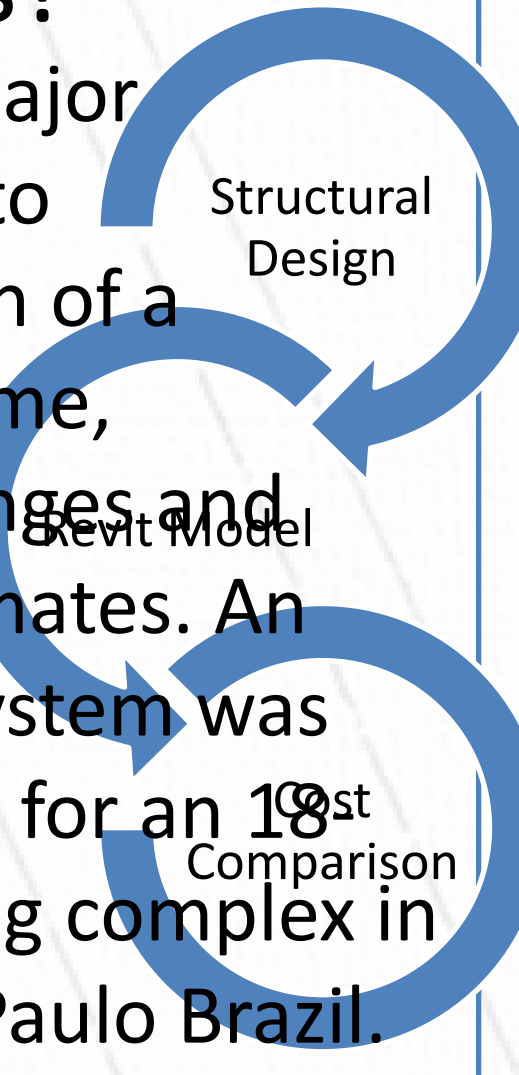 s?
ajor
to
n of a
me,
nges and
nates. An
ystem was
for an 18-
g complex in
Paulo Brazil.
Structural
Design
Revit Model
Cost
Comparison